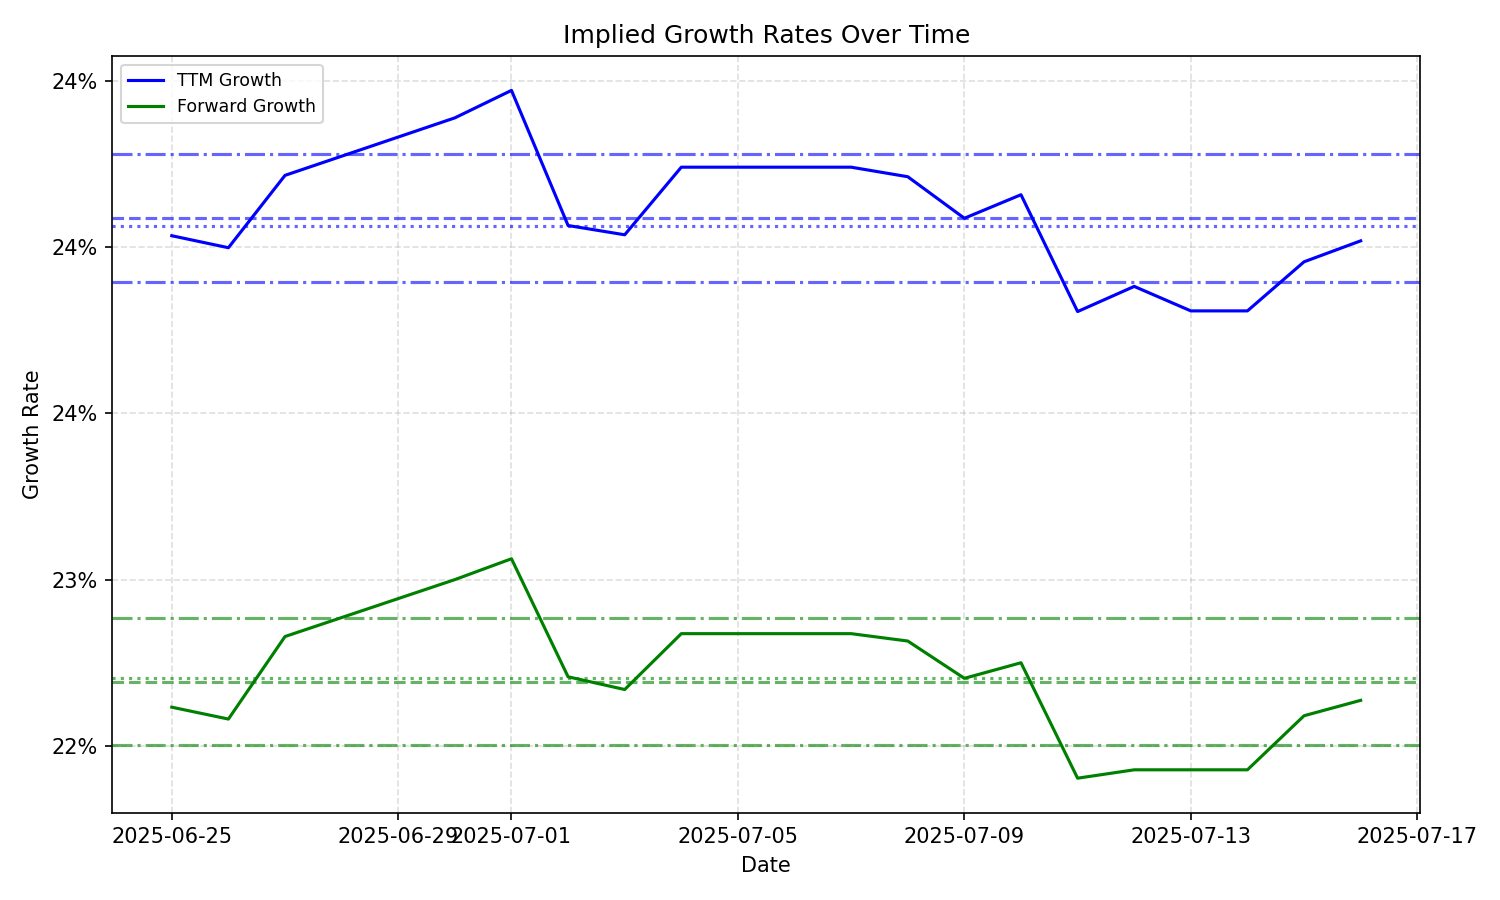 Implied Growth Rates Over Time
TTM Growth
Forward Growth
24%
24%
24%
23%
22%
Growth Rate
2025-06-25
2025-06-29
2025-07-01
2025-07-05
2025-07-09
2025-07-13
2025-07-17
Date